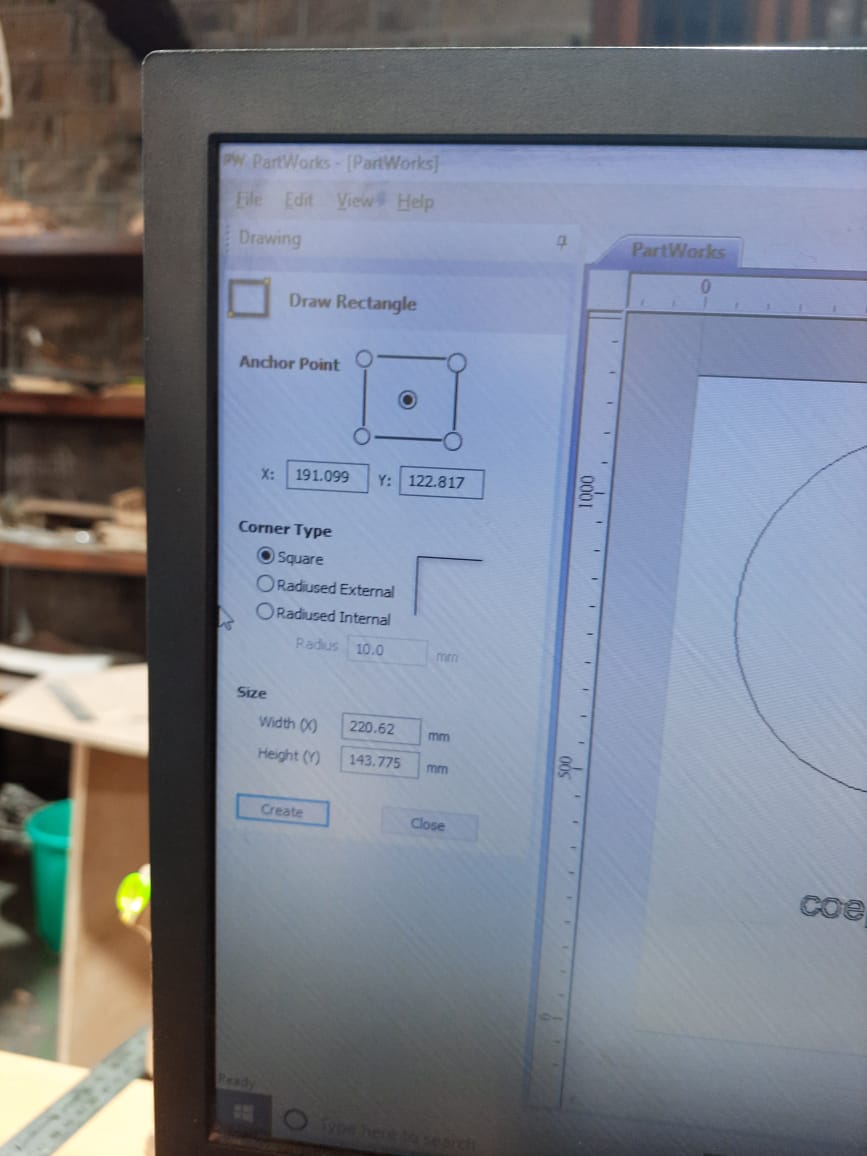 PW PartWorks - [PartWorks]
File Edit View Help
Drawing
PartWorks
0
Draw Rectangle
Anchor Point
X: 191.099 Y: 122.817
1000
Corner Type
Square
Radiused External
Radiused Internal
Radius 10.0 mm
Size
Width (X) 220.62 mm
Height (Y) 143.775 mm
500
Create Close
coe
0
Ready
Type here to search